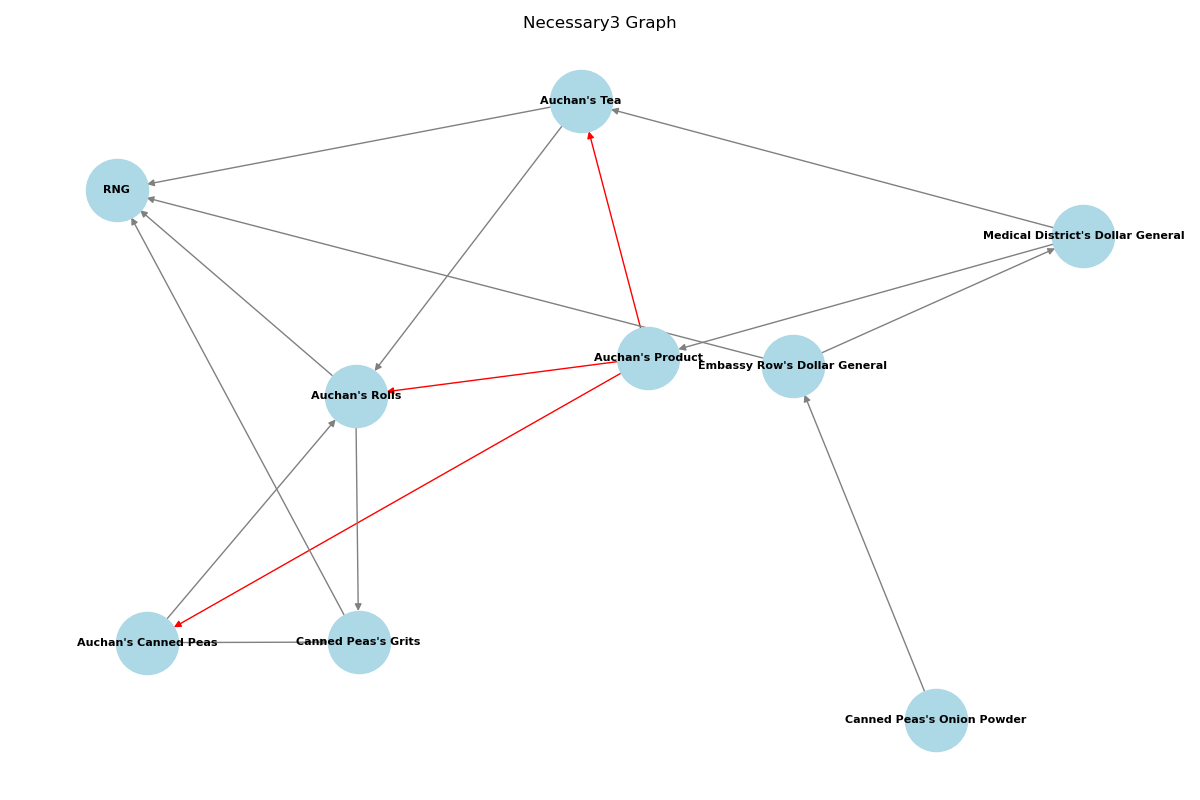 Necessary3 Graph
Auchan's Tea
RNG
Medical District's Dollar General
Auchan's Product
Embassy Row's Dollar General
Auchan's Rolls
Auchan's Canned Peas
Canned Peas's Grits
Canned Peas's Onion Powder